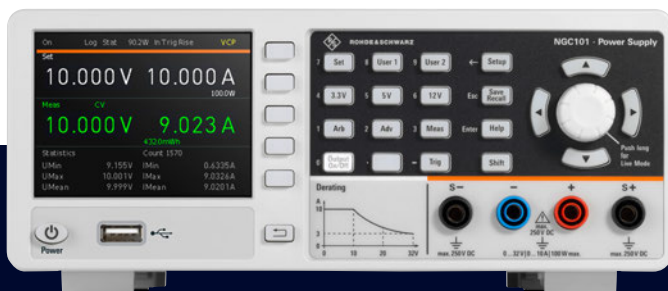 On Log Stat 90.2W In Trig Rise VCP
Set
10.000 V 10.000 A
100.0W
Meas CV
10.000 V 9.023 A
4320mWh
Statistics Count 1570
UMin 9.155V IMin 0.6335A
UMax 10.001V IMax 9.0326A
UMean 9.999V IMean 9.0201A
Power
ROHDE&SCHWARZ NGC101 - Power Supply
7 Set 8 User 1 9 User 2 ← Setup
4 3.3V 5 5V 6 12V Esc Save Recall
1 Arb 2 Adv 3 Meas Enter Help
0 Output On/Off . - Trig Shift
Push long
for
Live Mode
Derating
A
10
3
0
0 10 20 32V
S− − + S+
max.
250V DC
max. 250V DC 0...32V | 0...10A | 100W max. max. 250V DC